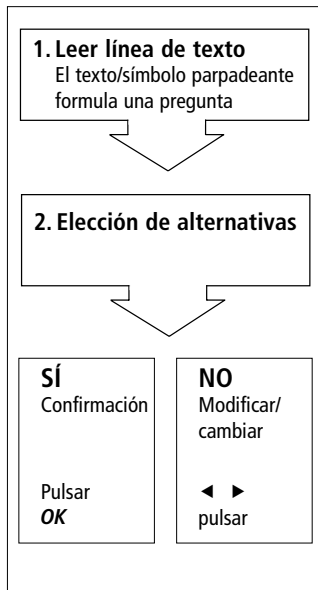 1. Leer línea de texto
El texto/símbolo parpadeante
formula una pregunta
2. Elección de alternativas
SÍ
Confirmación
Pulsar
OK
NO
Modificar/
cambiar
◄ ►
pulsar